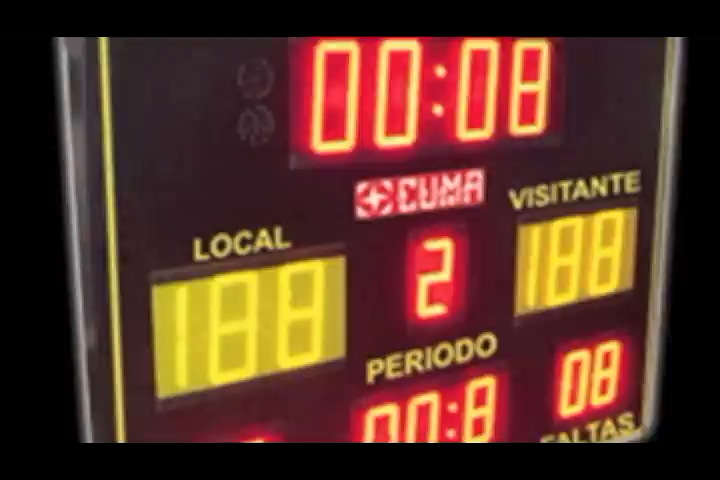 00:08
CUMA
LOCAL
VISITANTE
188
2
188
PERIODO
00:8
08
FALTAS